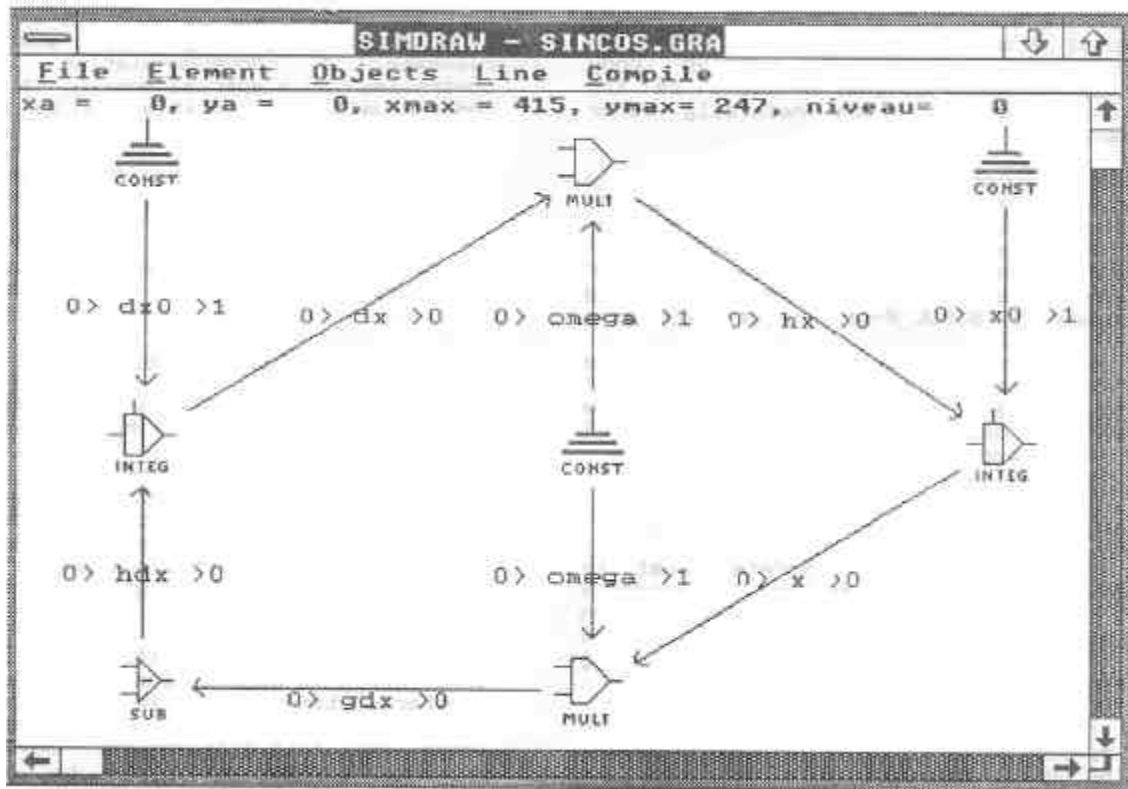 SIMDRAW - SINCOS.GRA
File Element Objects Line Compile
xa = 0, ya = 0, xmax = 415, ymax= 247, niveau= 0
CONST
MULT
CONST
0> dx0 >1
0> dx >0
0> omega >1
0> hx >0
0> x0 >1
INTEG
CONST
INTEG
0> hdx >0
0> omega >1
0> x >0
SUB
0> gdx >0
MULT